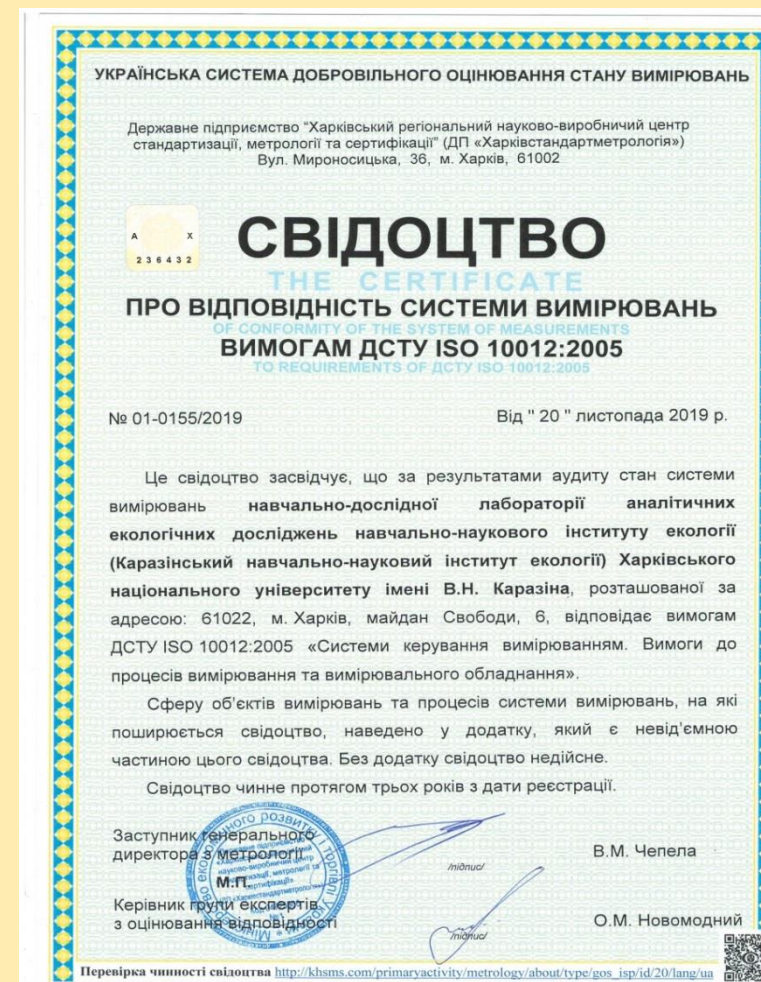 УКРАЇНСЬКА СИСТЕМА ДОБРОВІЛЬНОГО ОЦІНЮВАННЯ СТАНУ ВИМІРЮВАНЬ
Державне підприємство "Харківський регіональний науково-виробничий центр
стандартизації, метрології та сертифікації" (ДП «Харківстандартметрологія»)
Вул. Мироносицька, 36, м. Харків, 61002
А Х
236432
СВІДОЦТВО
THE CERTIFICATE
ПРО ВІДПОВІДНІСТЬ СИСТЕМИ ВИМІРЮВАНЬ
OF CONFORMITY OF THE SYSTEM OF MEASUREMENTS
ВИМОГАМ ДСТУ ISO 10012:2005
TO REQUIREMENTS OF ДСТУ ISO 10012:2005
№ 01-0155/2019 Від " 20 " листопада 2019 р.
Це свідоцтво засвідчує, що за результатами аудиту стан системи
вимірювань навчально-дослідної лабораторії аналітичних
екологічних досліджень навчально-наукового інституту екології
(Каразінський навчально-науковий інститут екології) Харківського
національного університету імені В.Н. Каразіна, розташованої за
адресою: 61022, м. Харків, майдан Свободи, 6, відповідає вимогам
ДСТУ ISO 10012:2005 «Системи керування вимірюванням. Вимоги до
процесів вимірювання та вимірювального обладнання».
Сферу об'єктів вимірювань та процесів системи вимірювань, на які
поширюється свідоцтво, наведено у додатку, який є невід'ємною
частиною цього свідоцтва. Без додатку свідоцтво недійсне.
Свідоцтво чинне протягом трьох років з дати реєстрації.
Заступник генерального
директора з метрології
/підпис/
В.М. Чепела
М.П.
Керівник групи експертів
з оцінювання відповідності
/підпис/
О.М. Новомодний
Перевірка чинності свідоцтва http://khsms.com/primaryactivity/metrology/about/type/gos_isp/id/20/lang/ua